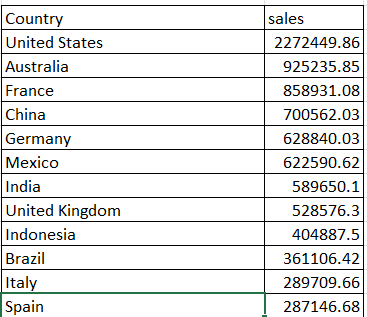 Country sales
United States 2272449.86
Australia 925235.85
France 858931.08
China 700562.03
Germany 628840.03
Mexico 622590.62
India 589650.1
United Kingdom 528576.3
Indonesia 404887.5
Brazil 361106.42
Italy 289709.66
Spain 287146.68